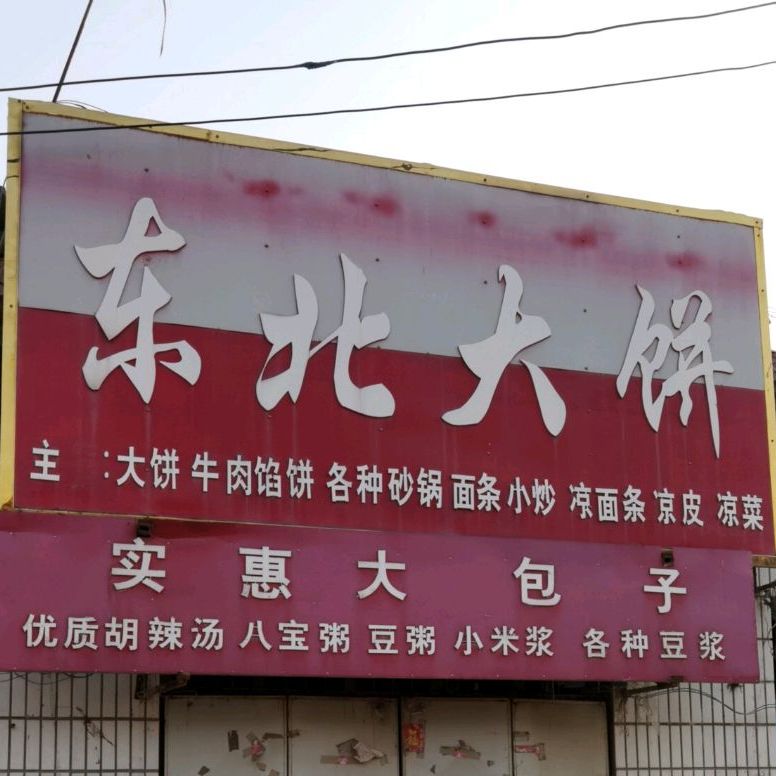 东北大饼
主 :大饼 牛肉馅饼 各种砂锅 面条小炒 凉面条 凉皮 凉菜
实惠大包子
优质胡辣汤 八宝粥 豆粥 小米浆 各种豆浆